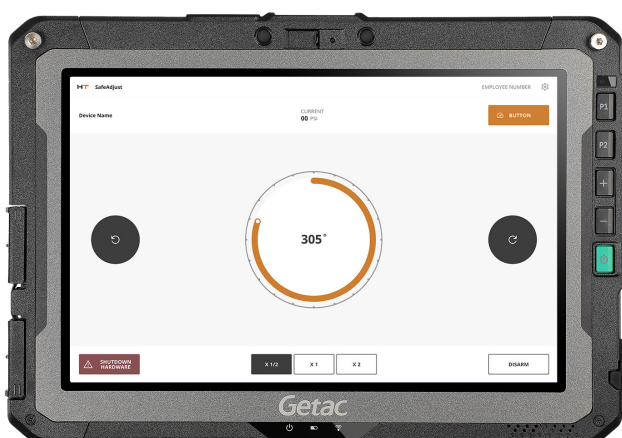 HT SafeAdjust
EMPLOYEE NUMBER
Device Name
CURRENT
00 PSI
BUTTON
305°
SHUTDOWN
HARDWARE
X 1/2
X 1
X 2
DISARM
Getac
P1
P2